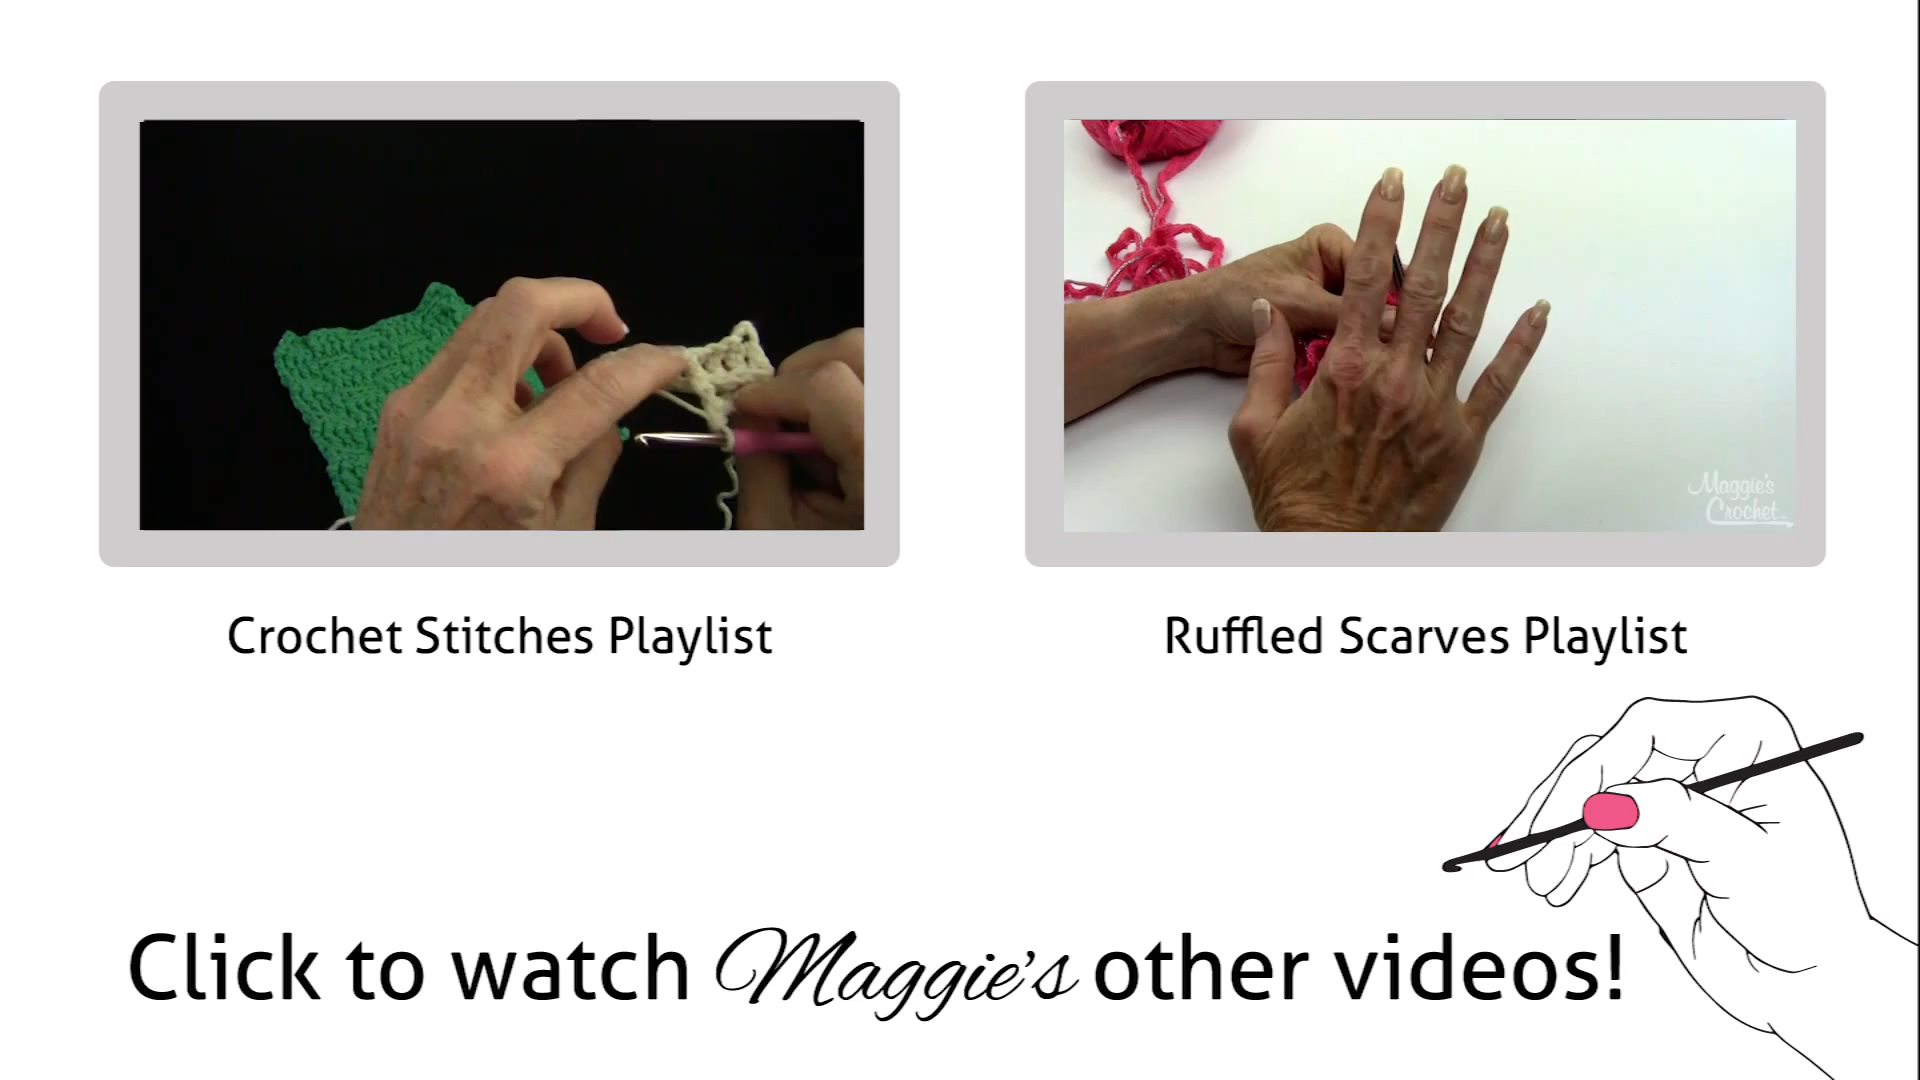 Maggie's
Crochet
Crochet Stitches Playlist
Ruffled Scarves Playlist
Click to watch Maggie's other videos!